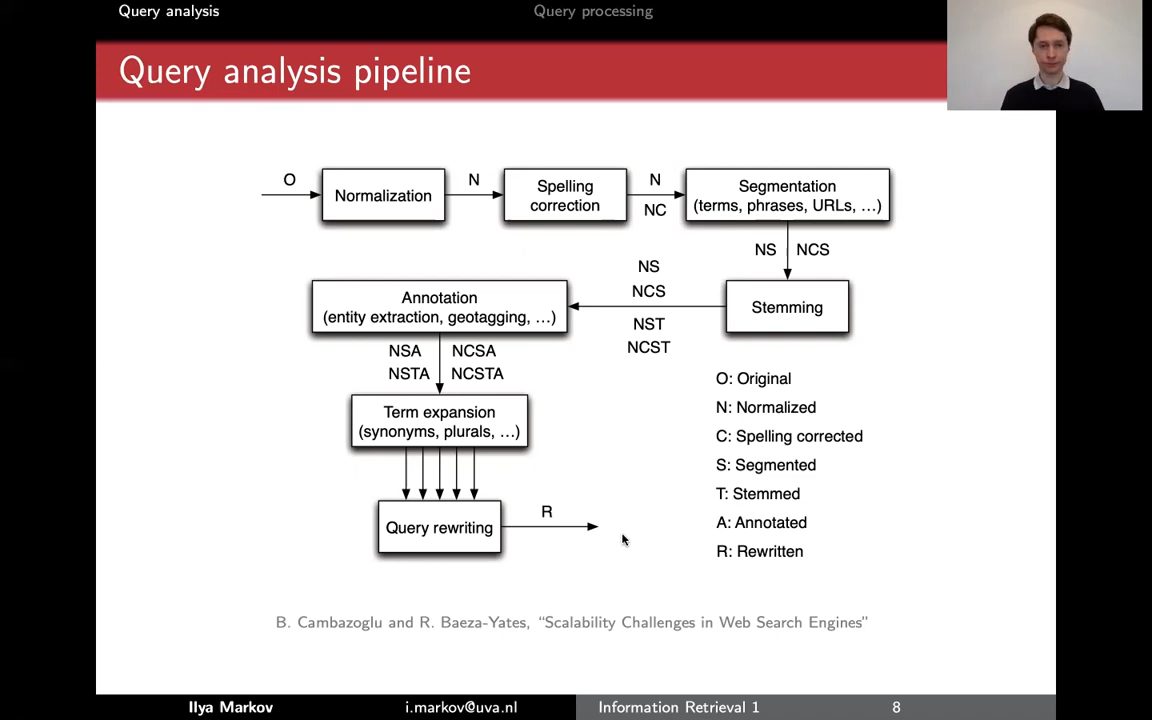 Query analysis
Query processing
Query analysis pipeline
O
Normalization
N
Spelling
correction
N
NC
Segmentation
(terms, phrases, URLs, …)
NS
NCS
Stemming
NS
NCS
NST
NCST
Annotation
(entity extraction, geotagging, …)
NSA
NCSA
NSTA
NCSTA
Term expansion
(synonyms, plurals, …)
Query rewriting
R
O: Original
N: Normalized
C: Spelling corrected
S: Segmented
T: Stemmed
A: Annotated
R: Rewritten
B. Cambazoglu and R. Baeza-Yates, “Scalability Challenges in Web Search Engines”
Ilya Markov
i.markov@uva.nl
Information Retrieval 1
8